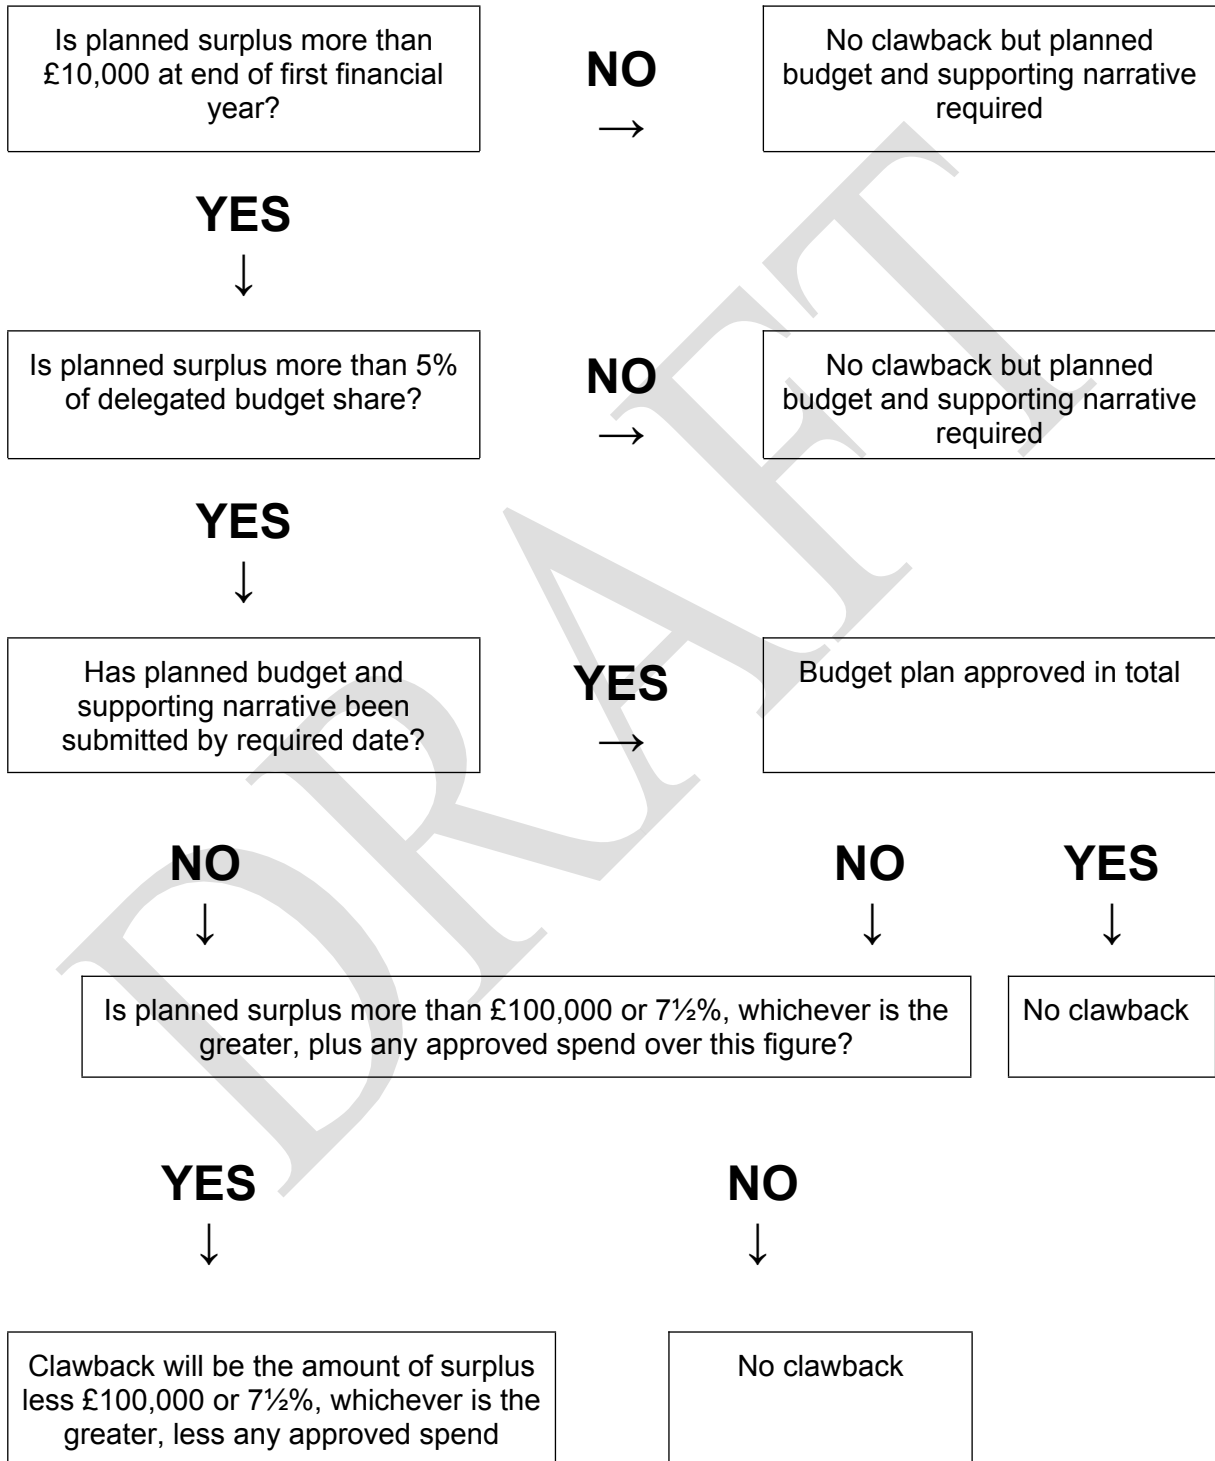 Is planned surplus more than
£10,000 at end of first financial
year?
NO
→
No clawback but planned
budget and supporting narrative
required
YES
↓
Is planned surplus more than 5%
of delegated budget share?
NO
→
No clawback but planned
budget and supporting narrative
required
YES
↓
Has planned budget and
supporting narrative been
submitted by required date?
YES
→
Budget plan approved in total
NO
↓
NO
↓
YES
↓
Is planned surplus more than £100,000 or 7½%, whichever is the
greater, plus any approved spend over this figure?
No clawback
YES
↓
NO
↓
Clawback will be the amount of surplus
less £100,000 or 7½%, whichever is the
greater, less any approved spend
No clawback
DRAFT